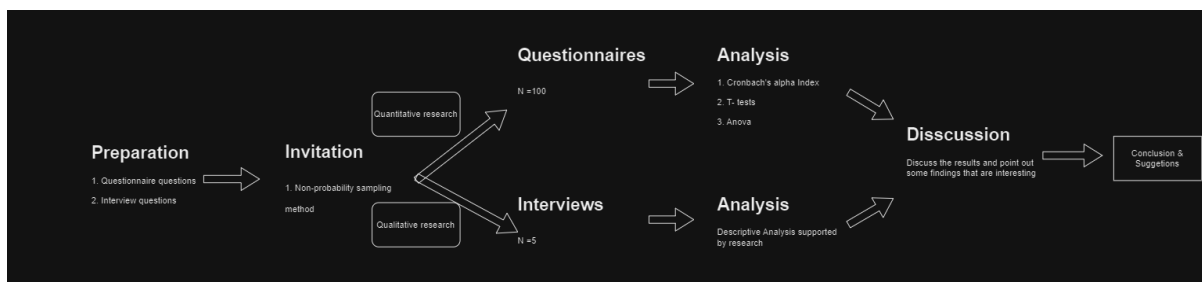 Preparation
1. Questionnaire questions
2. Interview questions
Invitation
1. Non-probability sampling
method
Quantitative research
Qualitative research
Questionnaires
N =100
Analysis
1. Cronbach's alpha Index
2. T- tests
3. Anova
Interviews
N =5
Analysis
Descriptive Analysis supported
by research
Disscussion
Discuss the results and point out
some findings that are interesting
Conclusion &
Suggetions